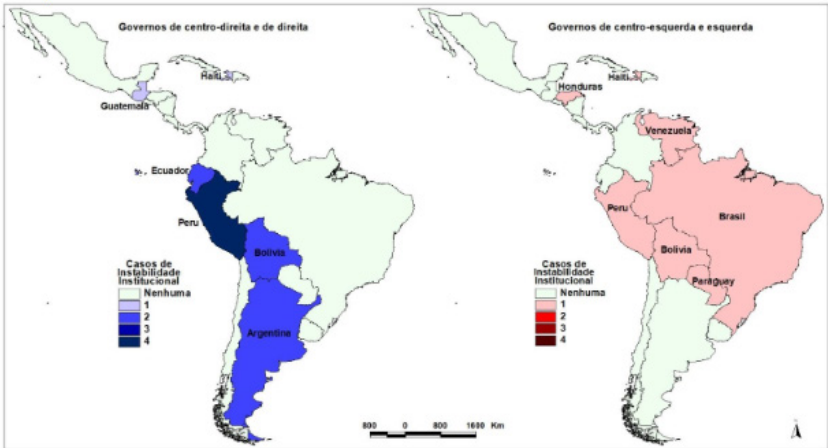 Governos de centro-direita e de direita
Haiti
Guatemala
Ecuador
Peru
Bolivia
Argentina
Casos de
Instabilidade
Institucional
Nenhuma
1
2
3
4
Governos de centro-esquerda e esquerda
Haiti
Honduras
Venezuela
Peru
Brasil
Bolivia
Paraguay
Casos de
Instabilidade
Institucional
Nenhuma
1
2
3
4
800 0 800 1600 Km